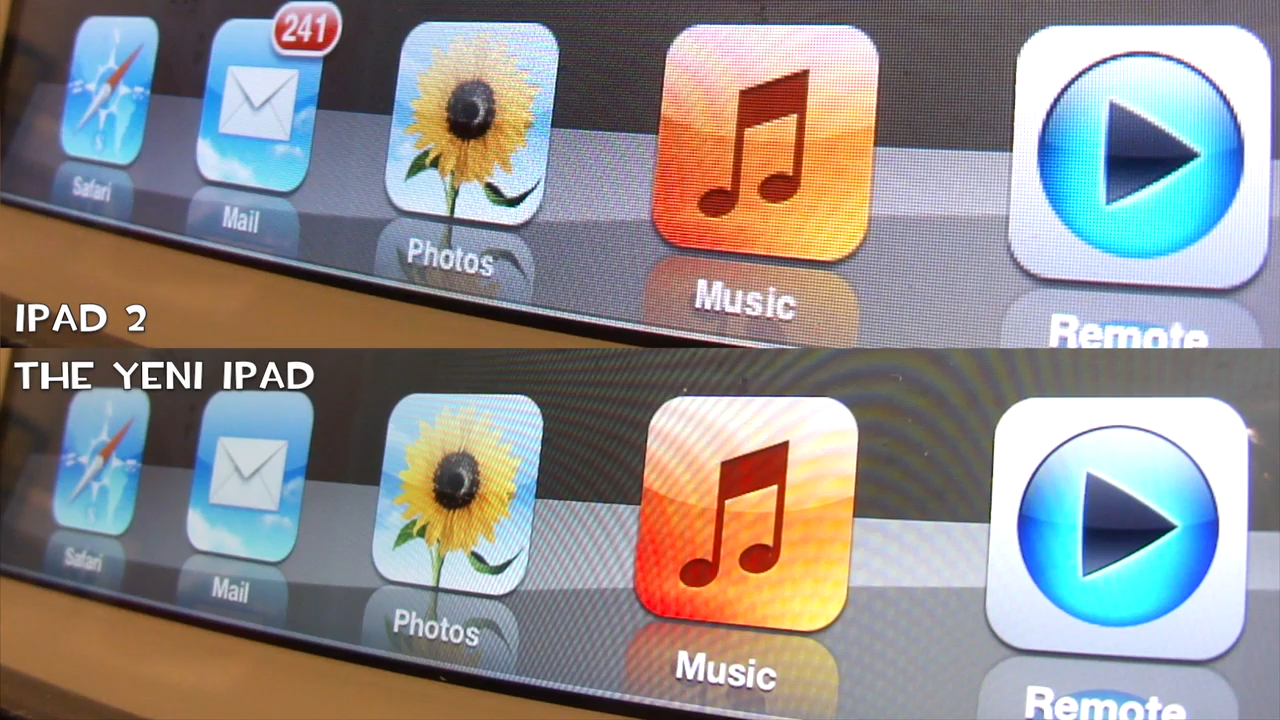 241
Safari
Mail
Photos
Music
Remote
IPAD 2
THE YENI IPAD
Safari
Mail
Photos
Music
Remote